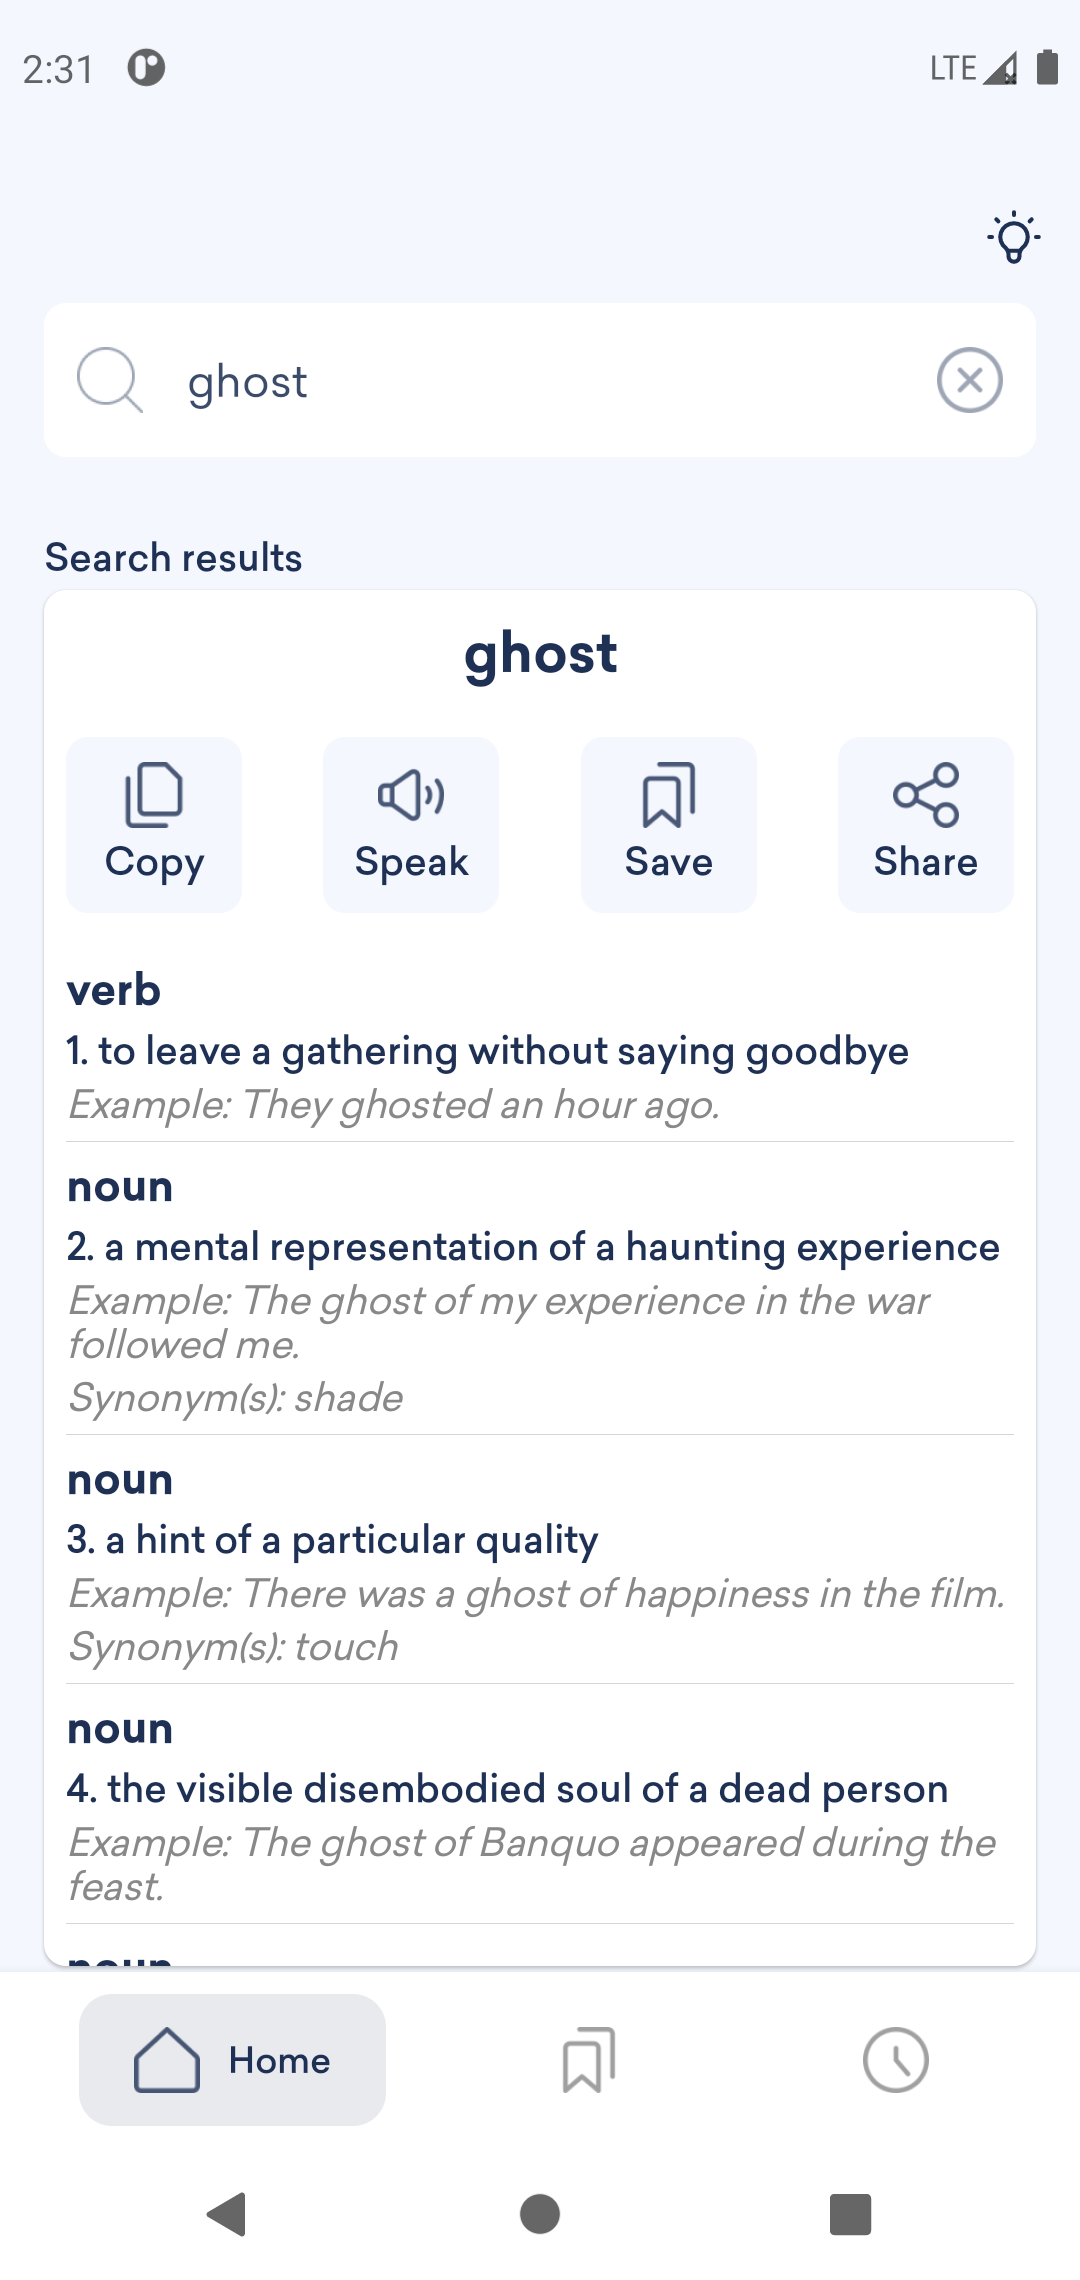 2:31
LTE
ghost
Search results
ghost
Copy
Speak
Save
Share
verb
1. to leave a gathering without saying goodbye
Example: They ghosted an hour ago.
noun
2. a mental representation of a haunting experience
Example: The ghost of my experience in the war
followed me.
Synonym(s): shade
noun
3. a hint of a particular quality
Example: There was a ghost of happiness in the film.
Synonym(s): touch
noun
4. the visible disembodied soul of a dead person
Example: The ghost of Banquo appeared during the
feast.
noun
Home